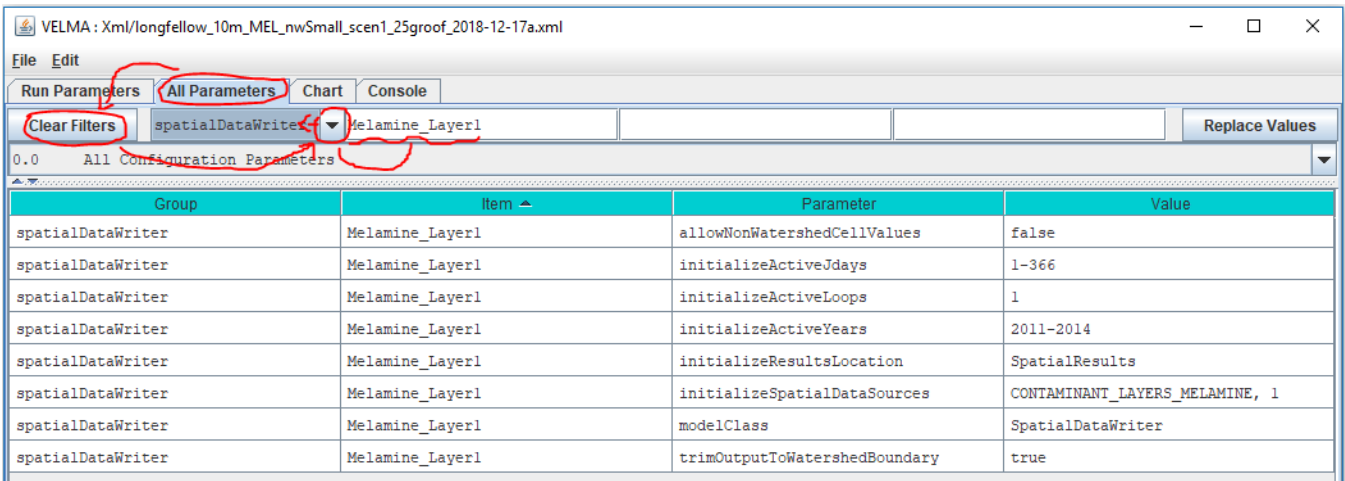 VELMA : Xml/longfellow_10m_MEL_nwSmall_scen1_25groof_2018-12-17a.xml
File Edit
Run Parameters All Parameters Chart Console
Clear Filters spatialDataWriter Melamine_Layer1 Replace Values
0.0 All Configuration Parameters
Group Item Parameter Value
spatialDataWriter Melamine_Layer1 allowNonWatershedCellValues false
spatialDataWriter Melamine_Layer1 initializeActiveJdays 1-366
spatialDataWriter Melamine_Layer1 initializeActiveLoops 1
spatialDataWriter Melamine_Layer1 initializeActiveYears 2011-2014
spatialDataWriter Melamine_Layer1 initializeResultsLocation SpatialResults
spatialDataWriter Melamine_Layer1 initializeSpatialDataSources CONTAMINANT_LAYERS_MELAMINE, 1
spatialDataWriter Melamine_Layer1 modelClass SpatialDataWriter
spatialDataWriter Melamine_Layer1 trimOutputToWatershedBoundary true